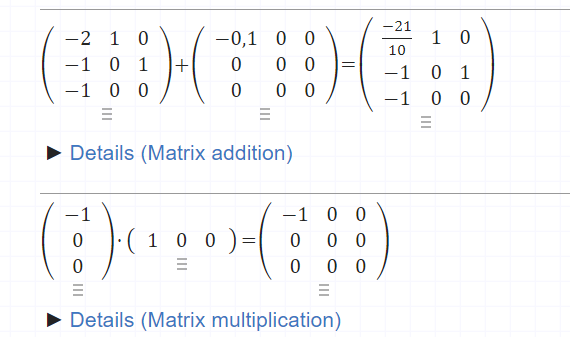 ( −2 1 0 ) + ( −0,1 0 0 ) = ( −21/10 1 0 )
( −1 0 1 ) ( 0 0 0 ) ( −1 0 1 )
( −1 0 0 ) ( 0 0 0 ) ( −1 0 0 )
► Details (Matrix addition)
( −1 ) · ( 1 0 0 ) = ( −1 0 0 )
( 0 ) ( 0 0 0 )
( 0 ) ( 0 0 0 )
► Details (Matrix multiplication)